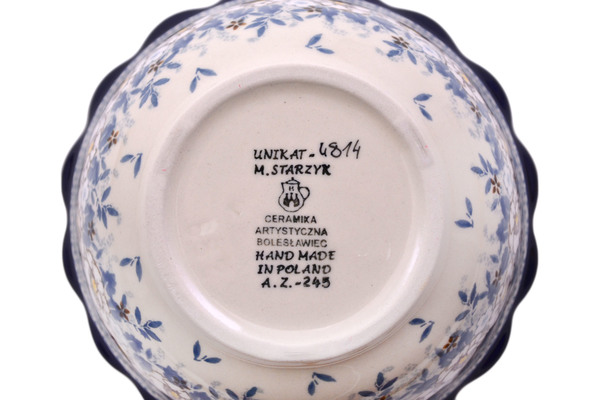 UNIKAT-4814
M. STARZYK
CERAMIKA
ARTYSTYCZNA
BOLESŁAWIEC
HAND MADE
IN POLAND
A.Z.-245